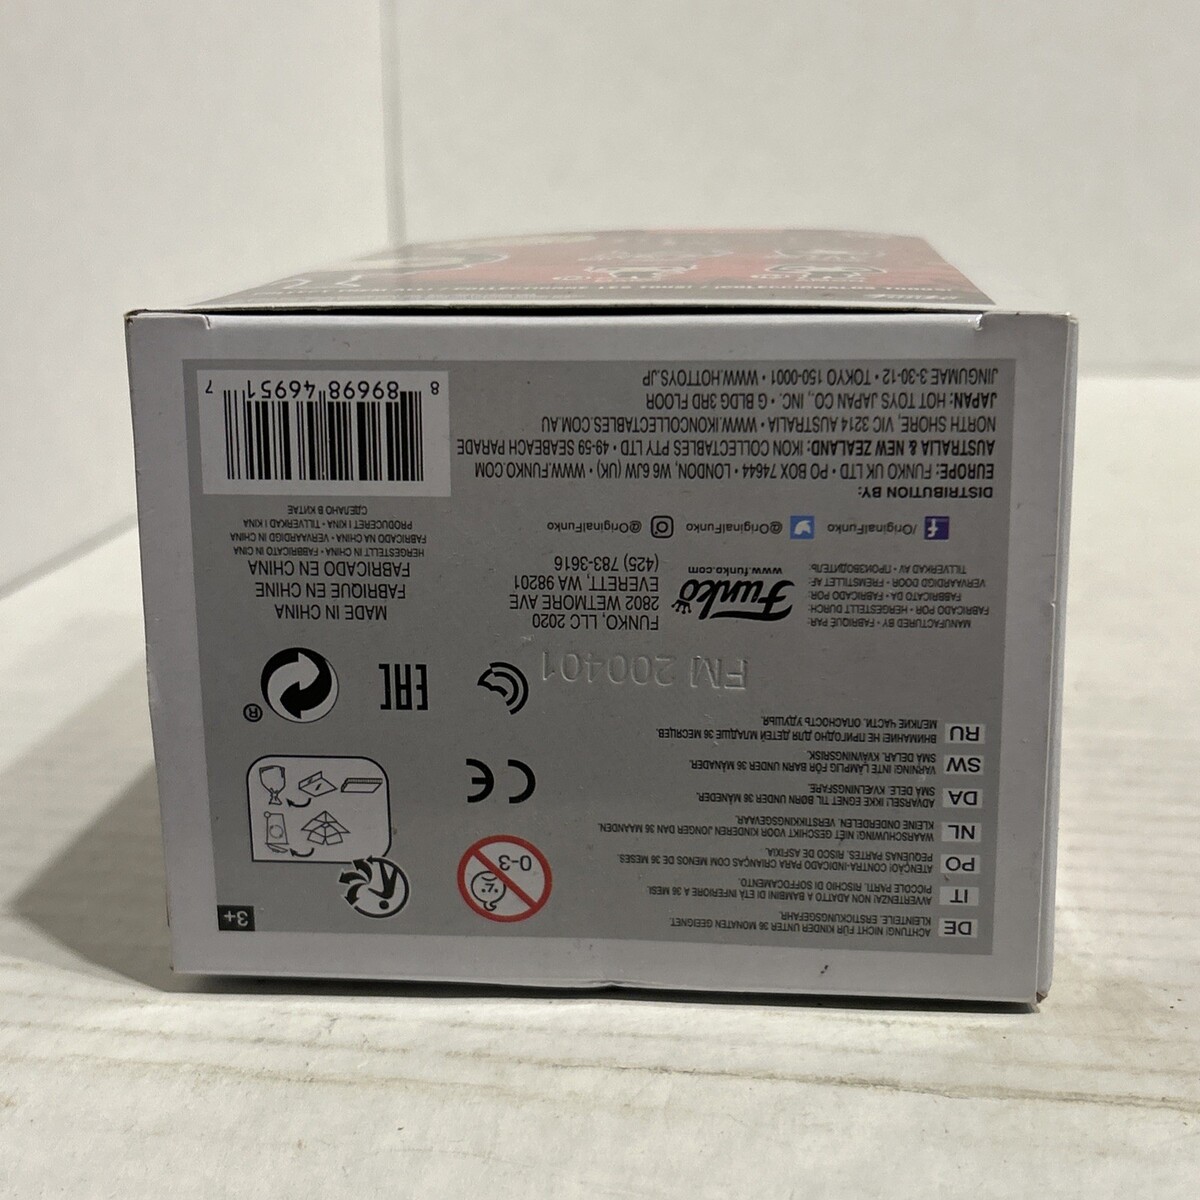 DE ACHTUNG! NICHT FÜR KINDER UNTER 36 MONATEN GEEIGNET.
KLEINTEILE. ERSTICKUNGSGEFAHR.
IT AVVERTENZA! NON ADATTO A BAMBINI DI ETÀ INFERIORE A 36 MESI.
PICCOLE PARTI. RISCHIO DI SOFFOCAMENTO.
PO ATENÇÃO! CONTRA-INDICADO PARA CRIANÇAS COM MENOS DE 36 MESES.
PEQUENAS PARTES. RISCO DE ASFIXIA.
NL WAARSCHUWING! NIET GESCHIKT VOOR KINDEREN JONGER DAN 36 MAANDEN.
KLEINE ONDERDELEN. VERSTIKKINGSGEVAAR.
DA ADVARSEL! IKKE EGNET TIL BØRN UNDER 36 MÅNEDER.
SMÅ DELE. KVÆLNINGSFARE.
SW VARNING! INTE LÄMPLIG FÖR BARN UNDER 36 MÅNADER.
SMÅ DELAR. KVÄVNINGSRISK.
RU ВНИМАНИЕ! НЕ ПРИГОДНО ДЛЯ ДЕТЕЙ МЛАДШЕ 36 МЕСЯЦЕВ.
МЕЛКИЕ ЧАСТИ. ОПАСНОСТЬ УДУШЬЯ.
3+
0-3
CE
EAC
®
FM 200401
MANUFACTURED BY • FABRIQUÉ PAR:
FABRICADO POR • HERGESTELLT DURCH:
FABBRICATO DA • FABRICADO POR:
VERVAARDIGD DOOR • FREMSTILLET AF:
TILLVERKAD AV • ПРОИЗВОДИТЕЛЬ:
Funko
www.funko.com
FUNKO, LLC 2020
2802 WETMORE AVE
EVERETT, WA 98201
(425) 783-3616
MADE IN CHINA
FABRIQUÉ EN CHINE
FABRICADO EN CHINA
HERGESTELLT IN CHINA • FABBRICATO IN CINA
FABRICADO NA CHINA • VERVAARDIGD IN CHINA
PRODUCERET I KINA • TILLVERKAD I KINA
СДЕЛАНО В КИТАЕ
/OriginalFunko
@OriginalFunko
@OriginalFunko
DISTRIBUTION BY:
EUROPE: FUNKO UK LTD • PO BOX 74644 • LONDON, W6 6JW (UK) • WWW.FUNKO.COM
AUSTRALIA & NEW ZEALAND: IKON COLLECTABLES PTY LTD • 49-59 SEABEACH PARADE
NORTH SHORE, VIC 3214 AUSTRALIA • WWW.IKONCOLLECTABLES.COM.AU
JAPAN: HOT TOYS JAPAN CO., INC. • G BLDG 3RD FLOOR
JINGUMAE 3-30-12 • TOKYO 150-0001 • WWW.HOTTOYS.JP
8 89698 46951 7